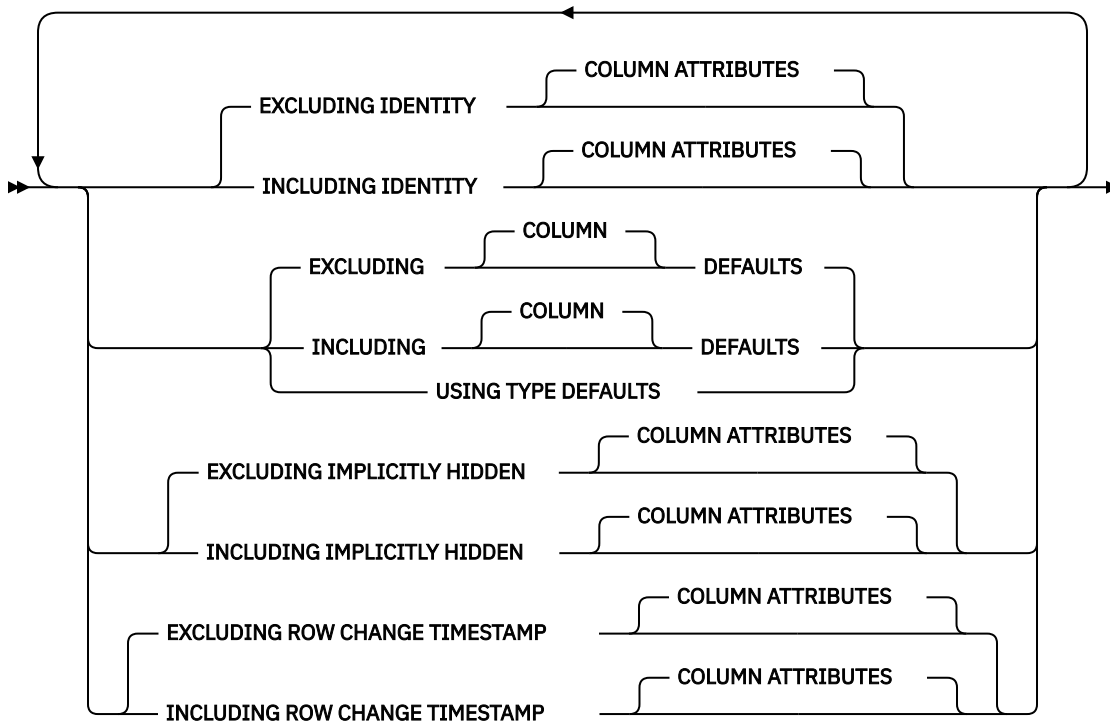 COLUMN ATTRIBUTES
EXCLUDING IDENTITY
COLUMN ATTRIBUTES
INCLUDING IDENTITY
COLUMN
EXCLUDING DEFAULTS
COLUMN
INCLUDING DEFAULTS
USING TYPE DEFAULTS
COLUMN ATTRIBUTES
EXCLUDING IMPLICITLY HIDDEN
COLUMN ATTRIBUTES
INCLUDING IMPLICITLY HIDDEN
COLUMN ATTRIBUTES
EXCLUDING ROW CHANGE TIMESTAMP
COLUMN ATTRIBUTES
INCLUDING ROW CHANGE TIMESTAMP